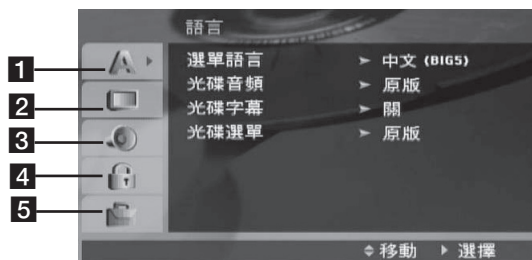 語言
1
A
選單語言 ➢ 中文 (BIG5)
2
光碟音頻 ➢ 原版
光碟字幕 ➢ 關
3
光碟選單 ➢ 原版
4
5
移動 選擇